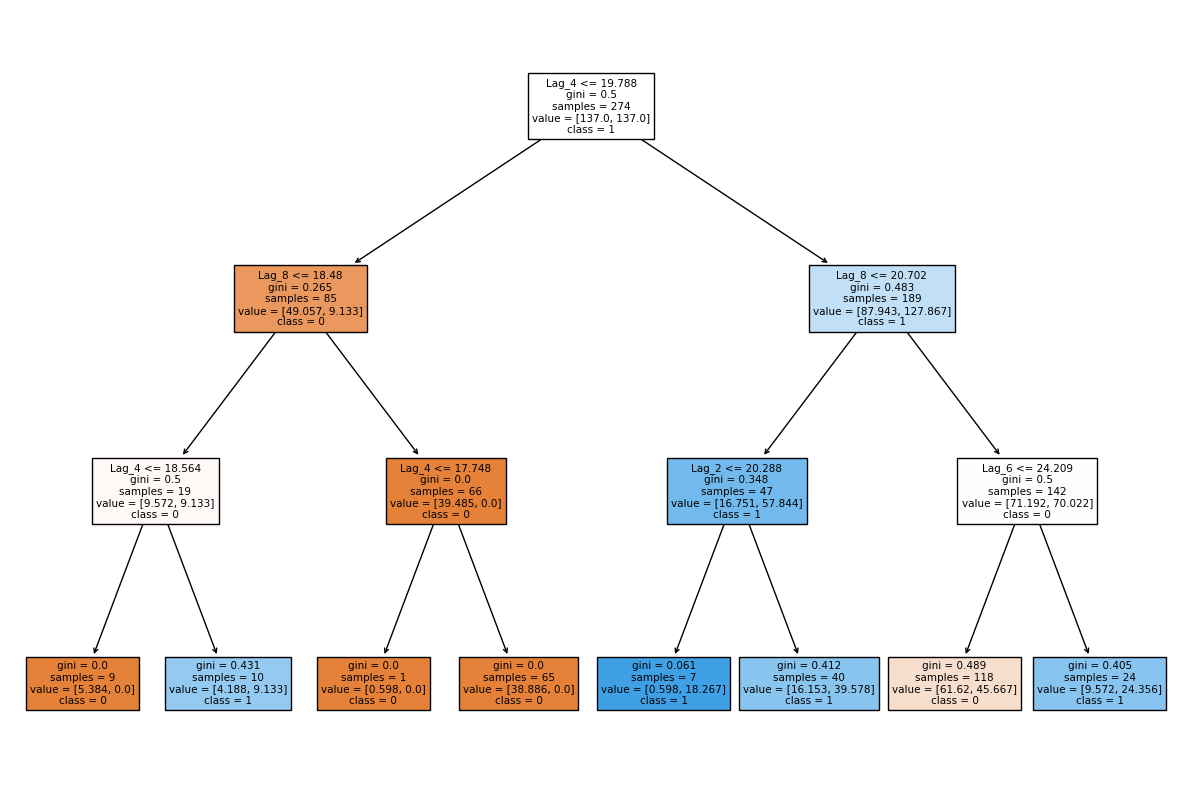 Lag_4 <= 19.788
gini = 0.5
samples = 274
value = [137.0, 137.0]
class = 1
Lag_8 <= 18.48
gini = 0.265
samples = 85
value = [49.057, 9.133]
class = 0
Lag_8 <= 20.702
gini = 0.483
samples = 189
value = [87.943, 127.867]
class = 1
Lag_4 <= 18.564
gini = 0.5
samples = 19
value = [9.572, 9.133]
class = 0
Lag_4 <= 17.748
gini = 0.0
samples = 66
value = [39.485, 0.0]
class = 0
Lag_2 <= 20.288
gini = 0.348
samples = 47
value = [16.751, 57.844]
class = 1
Lag_6 <= 24.209
gini = 0.5
samples = 142
value = [71.192, 70.022]
class = 0
gini = 0.0
samples = 9
value = [5.384, 0.0]
class = 0
gini = 0.431
samples = 10
value = [4.188, 9.133]
class = 1
gini = 0.0
samples = 1
value = [0.598, 0.0]
class = 0
gini = 0.0
samples = 65
value = [38.886, 0.0]
class = 0
gini = 0.061
samples = 7
value = [0.598, 18.267]
class = 1
gini = 0.412
samples = 40
value = [16.153, 39.578]
class = 1
gini = 0.489
samples = 118
value = [61.62, 45.667]
class = 0
gini = 0.405
samples = 24
value = [9.572, 24.356]
class = 1